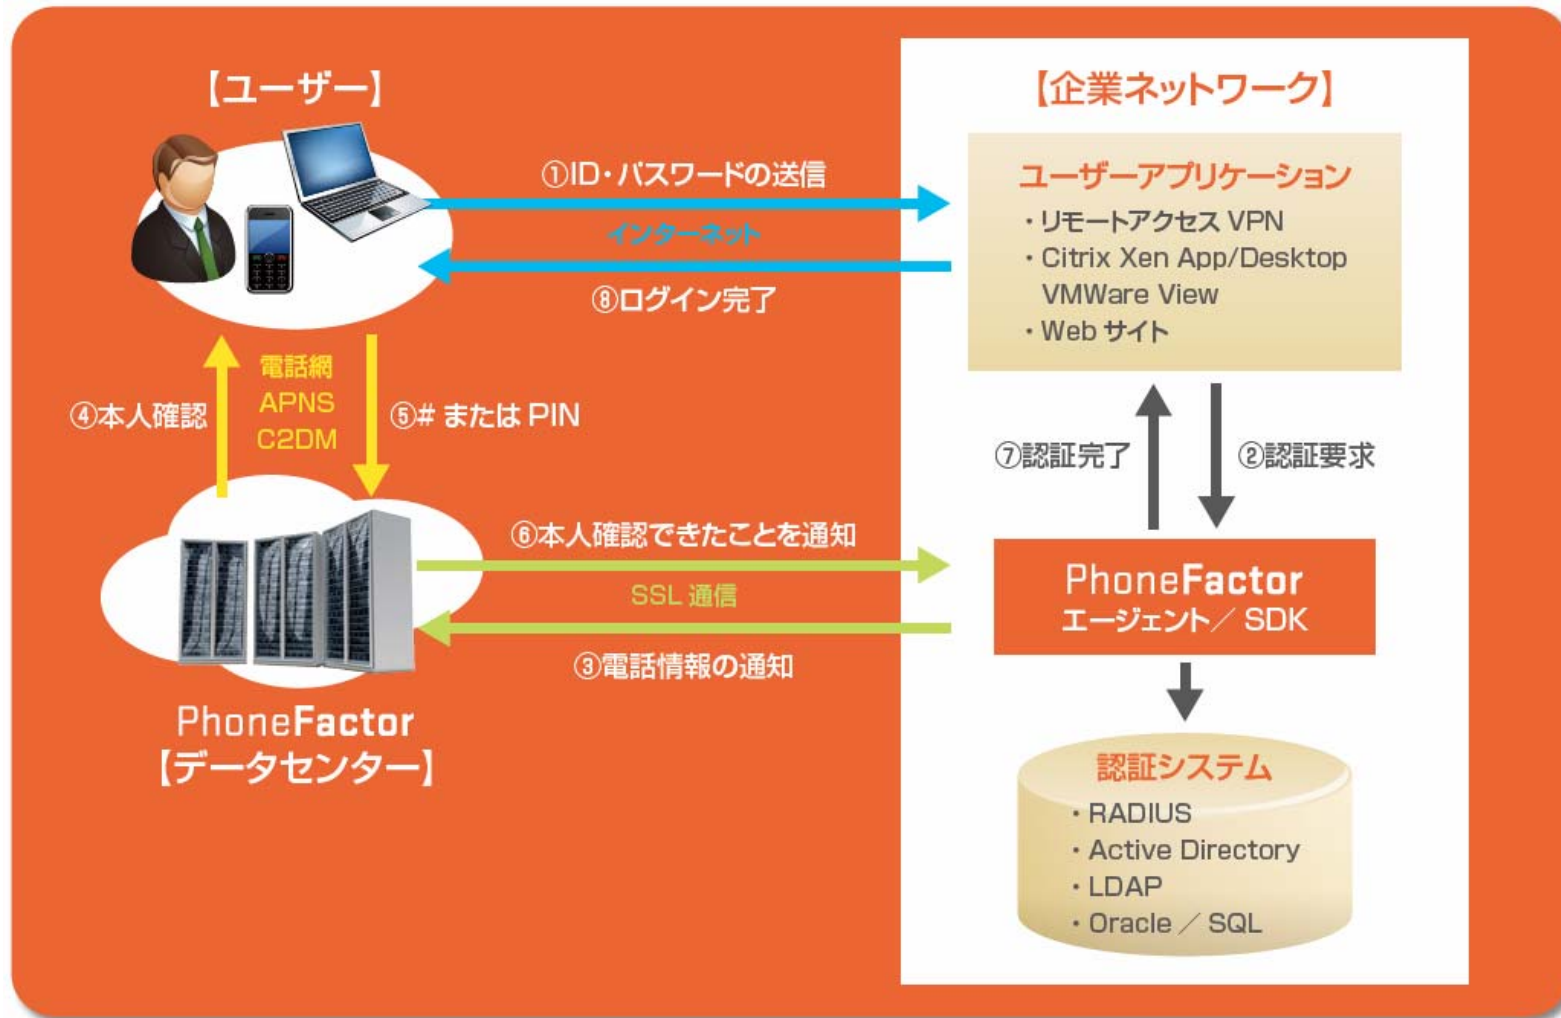 【ユーザー】
①ID・パスワードの送信
インターネット
⑧ログイン完了
④本人確認
電話網
APNS
C2DM
⑤# または PIN
⑥本人確認できたことを通知
SSL 通信
③電話情報の通知
PhoneFactor
【データセンター】
【企業ネットワーク】
ユーザーアプリケーション
・リモートアクセス VPN
・Citrix Xen App/Desktop
VMWare View
・Web サイト
⑦認証完了
②認証要求
PhoneFactor
エージェント／ SDK
認証システム
・RADIUS
・Active Directory
・LDAP
・Oracle ／ SQL